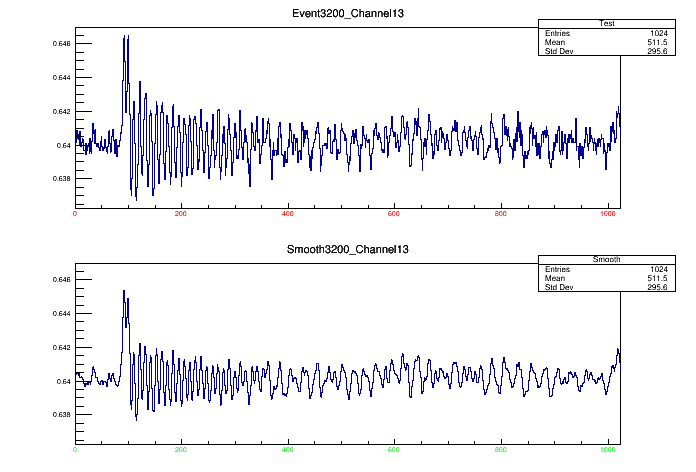 Event3200_Channel13
Test
Entries 1024
Mean 511.5
Std Dev 295.6
0.646
0.644
0.642
0.64
0.638
0 200 400 600 800 1000
Smooth3200_Channel13
Smooth
Entries 1024
Mean 511.5
Std Dev 295.6
0.646
0.644
0.642
0.64
0.638
0 200 400 600 800 1000